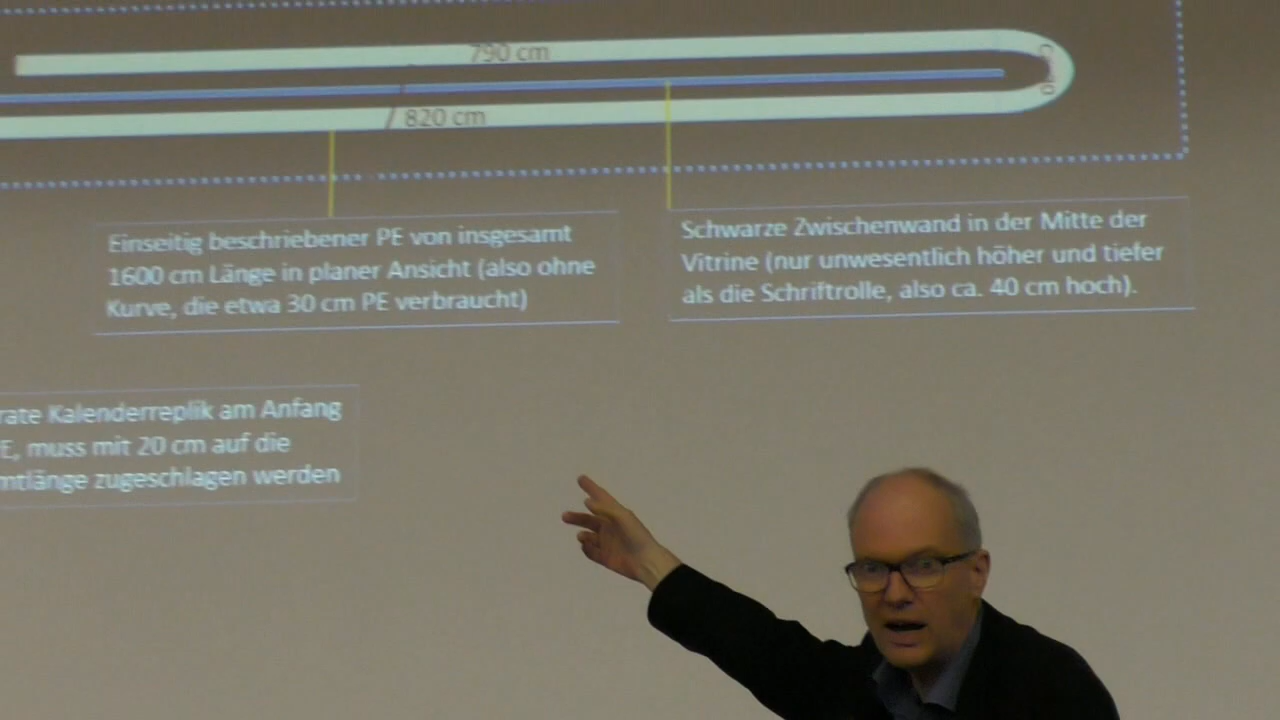 790 cm
/ 820 cm
Einseitig beschriebener PE von insgesamt
1600 cm Länge in planer Ansicht (also ohne
Kurve, die etwa 30 cm PE verbraucht)
Schwarze Zwischenwand in der Mitte der
Vitrine (nur unwesentlich höher und tiefer
als die Schriftrolle, also ca. 40 cm hoch).
rate Kalenderreplik am Anfang
E, muss mit 20 cm auf die
mtlänge zugeschlagen werden